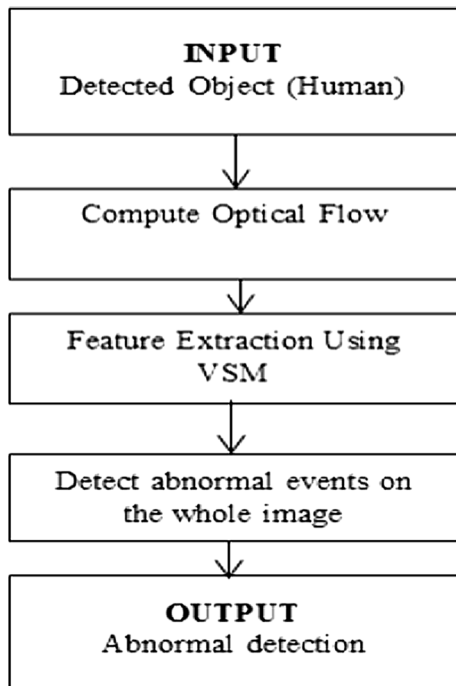 INPUT
Detected Object (Human)
Compute Optical Flow
Feature Extraction Using
VSM
Detect abnormal events on
the whole image
OUTPUT
Abnormal detection